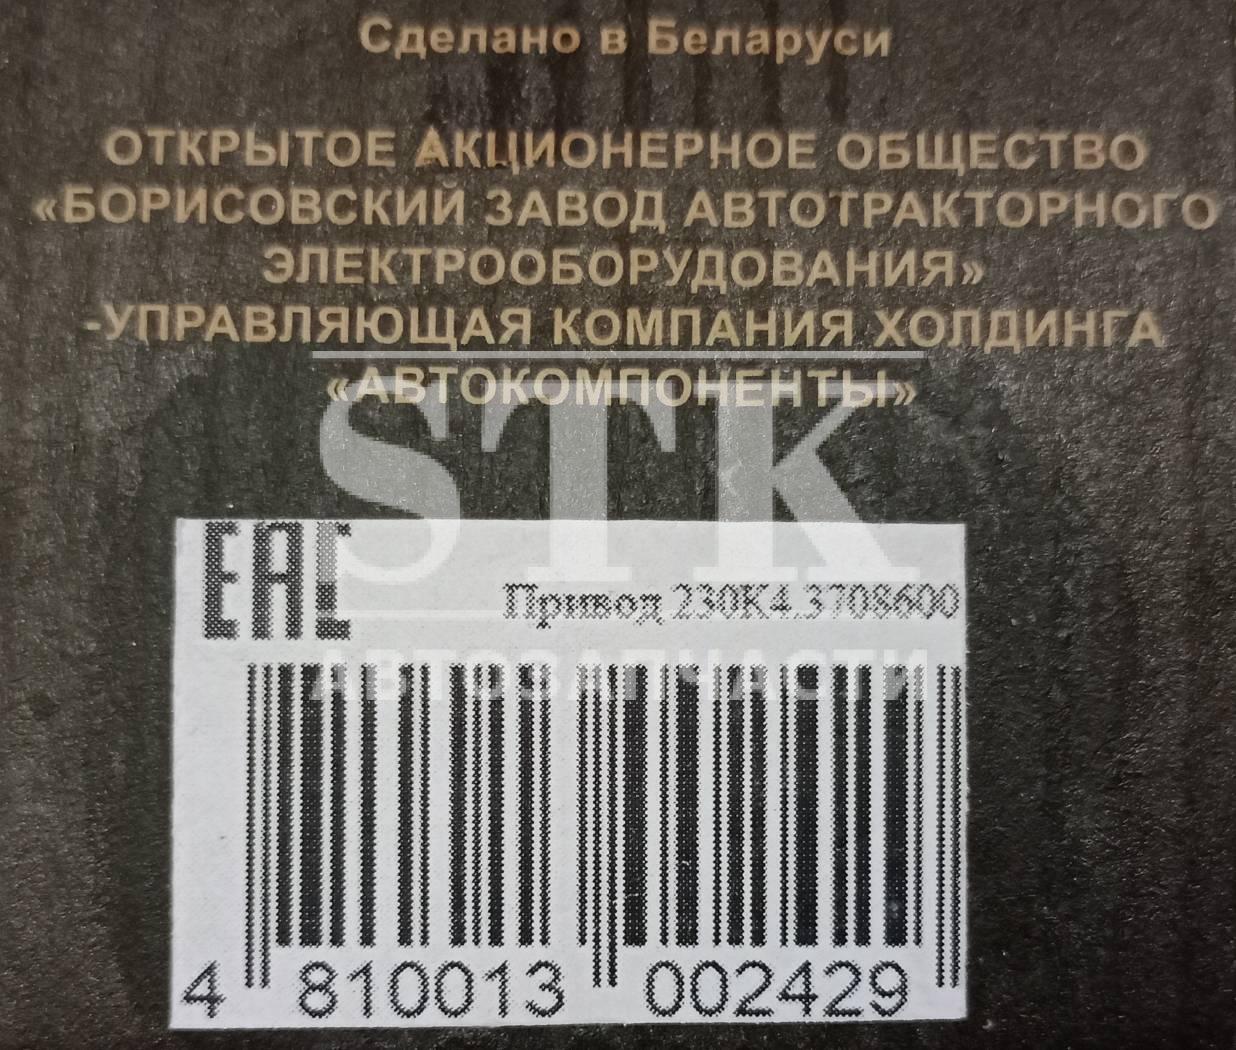 Сделано в Беларуси
ОТКРЫТОЕ АКЦИОНЕРНОЕ ОБЩЕСТВО
«БОРИСОВСКИЙ ЗАВОД АВТОТРАКТОРНОГО
ЭЛЕКТРООБОРУДОВАНИЯ»
-УПРАВЛЯЮЩАЯ КОМПАНИЯ ХОЛДИНГА
«АВТОКОМПОНЕНТЫ»
STK
EAC
Привод 230К4.3708600
АВТОЗАПЧАСТИ
4 810013 002429